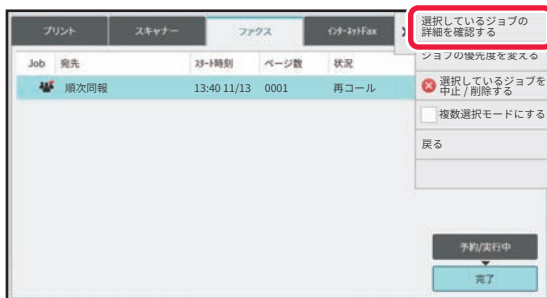 プリント
スキャナー
ファクス
インターネットFax
Job 宛先 スタート時刻 ページ数 状況
順次同報 13:40 11/13 0001 再コール
選択しているジョブの
詳細を確認する
ジョブの優先度を変える
選択しているジョブを
中止 / 削除する
複数選択モードにする
戻る
予約/実行中
完了